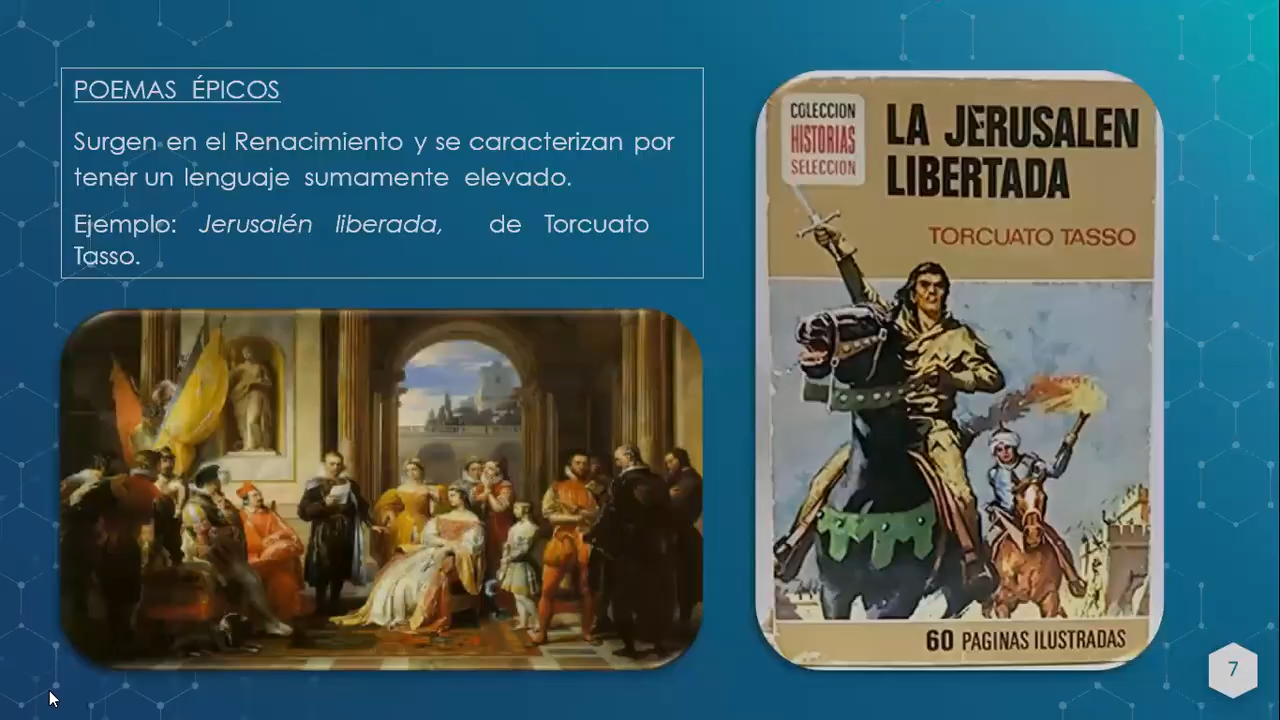 POEMAS ÉPICOS
Surgen en el Renacimiento y se caracterizan por
tener un lenguaje sumamente elevado.
Ejemplo: Jerusalén liberada, de Torcuato
Tasso.
COLECCION
HISTORIAS
SELECCION
LA JERUSALEN
LIBERTADA
TORCUATO TASSO
60 PAGINAS ILUSTRADAS
7